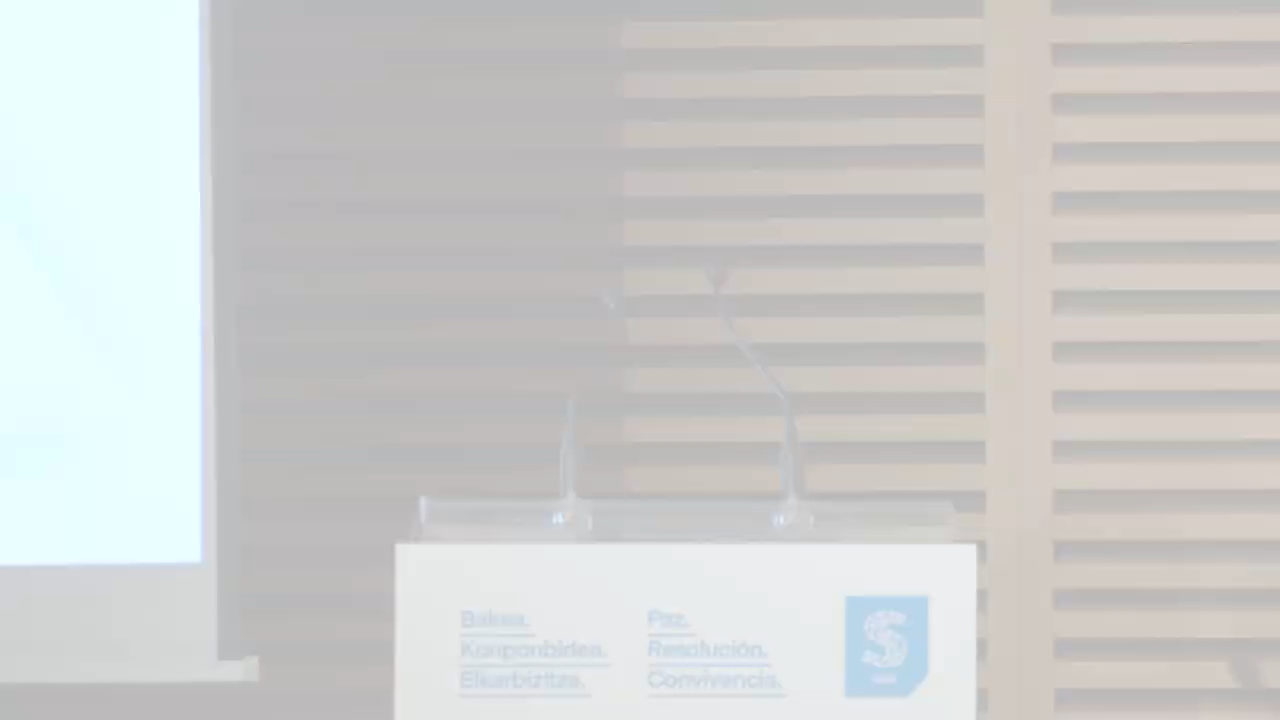 Bakea.
Konponbidea.
Elkarbizitza.
Paz.
Resolución.
Convivencia.
S